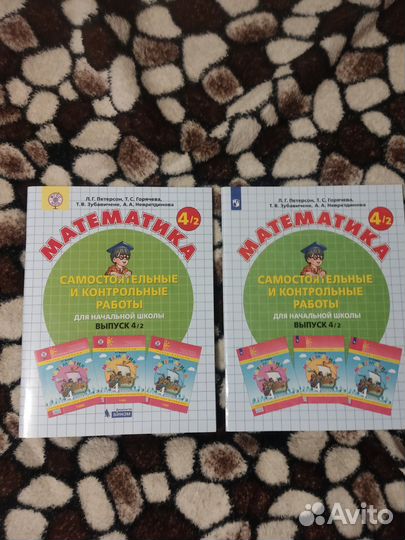 Л. Г. Петерсон, Т. С. Горячева,
Т. В. Зубавичене, А. А. Невретдинова
МАТЕМАТИКА
4/2
САМОСТОЯТЕЛЬНЫЕ
И КОНТРОЛЬНЫЕ
РАБОТЫ
ДЛЯ НАЧАЛЬНОЙ ШКОЛЫ
ВЫПУСК 4/2
БИНОМ
Л. Г. Петерсон, Т. С. Горячева,
Т. В. Зубавичене, А. А. Невретдинова
МАТЕМАТИКА
4/2
САМОСТОЯТЕЛЬНЫЕ
И КОНТРОЛЬНЫЕ
РАБОТЫ
ДЛЯ НАЧАЛЬНОЙ ШКОЛЫ
ВЫПУСК 4/2
Avito